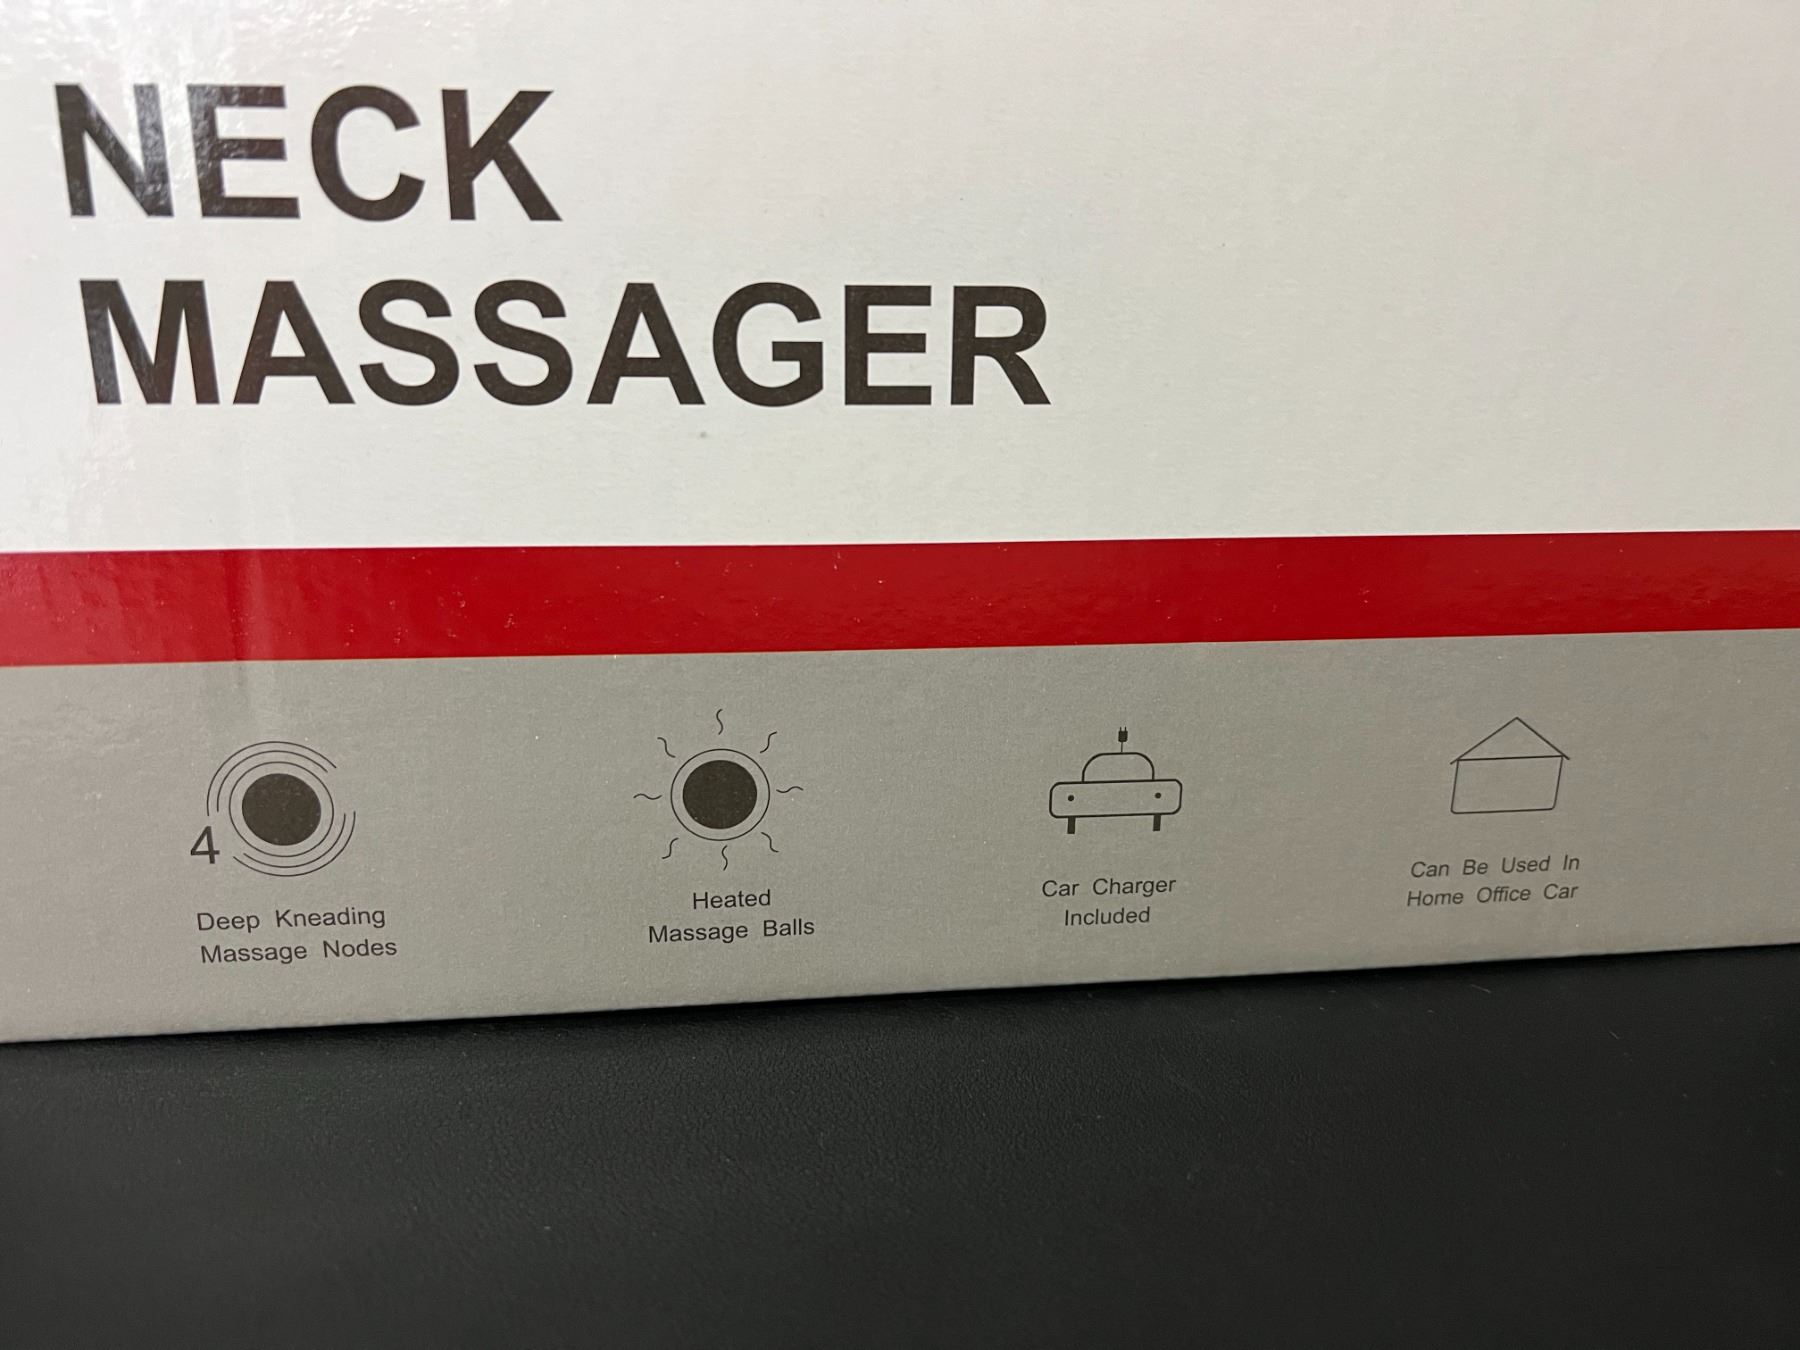 NECK
MASSAGER
4
Deep Kneading
Massage Nodes
Heated
Massage Balls
Car Charger
Included
Can Be Used In
Home Office Car